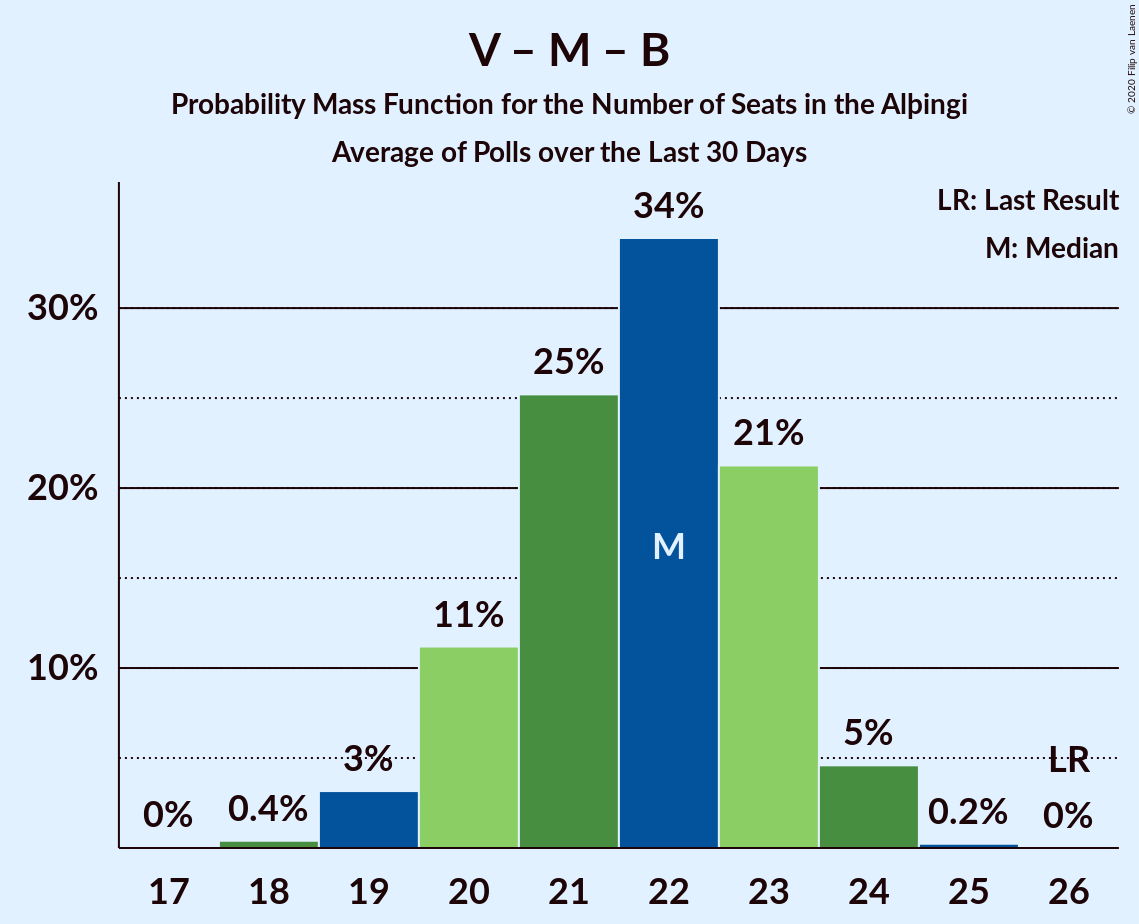 V – M – B
Probability Mass Function for the Number of Seats in the Alþingi
Average of Polls over the Last 30 Days
© 2020 Filip van Laenen
LR: Last Result
M: Median
34%
30%
25%
21%
20%
M
11%
10%
5%
3%
LR
0%
0.4%
0.2%
0%
17 18 19 20 21 22 23 24 25 26